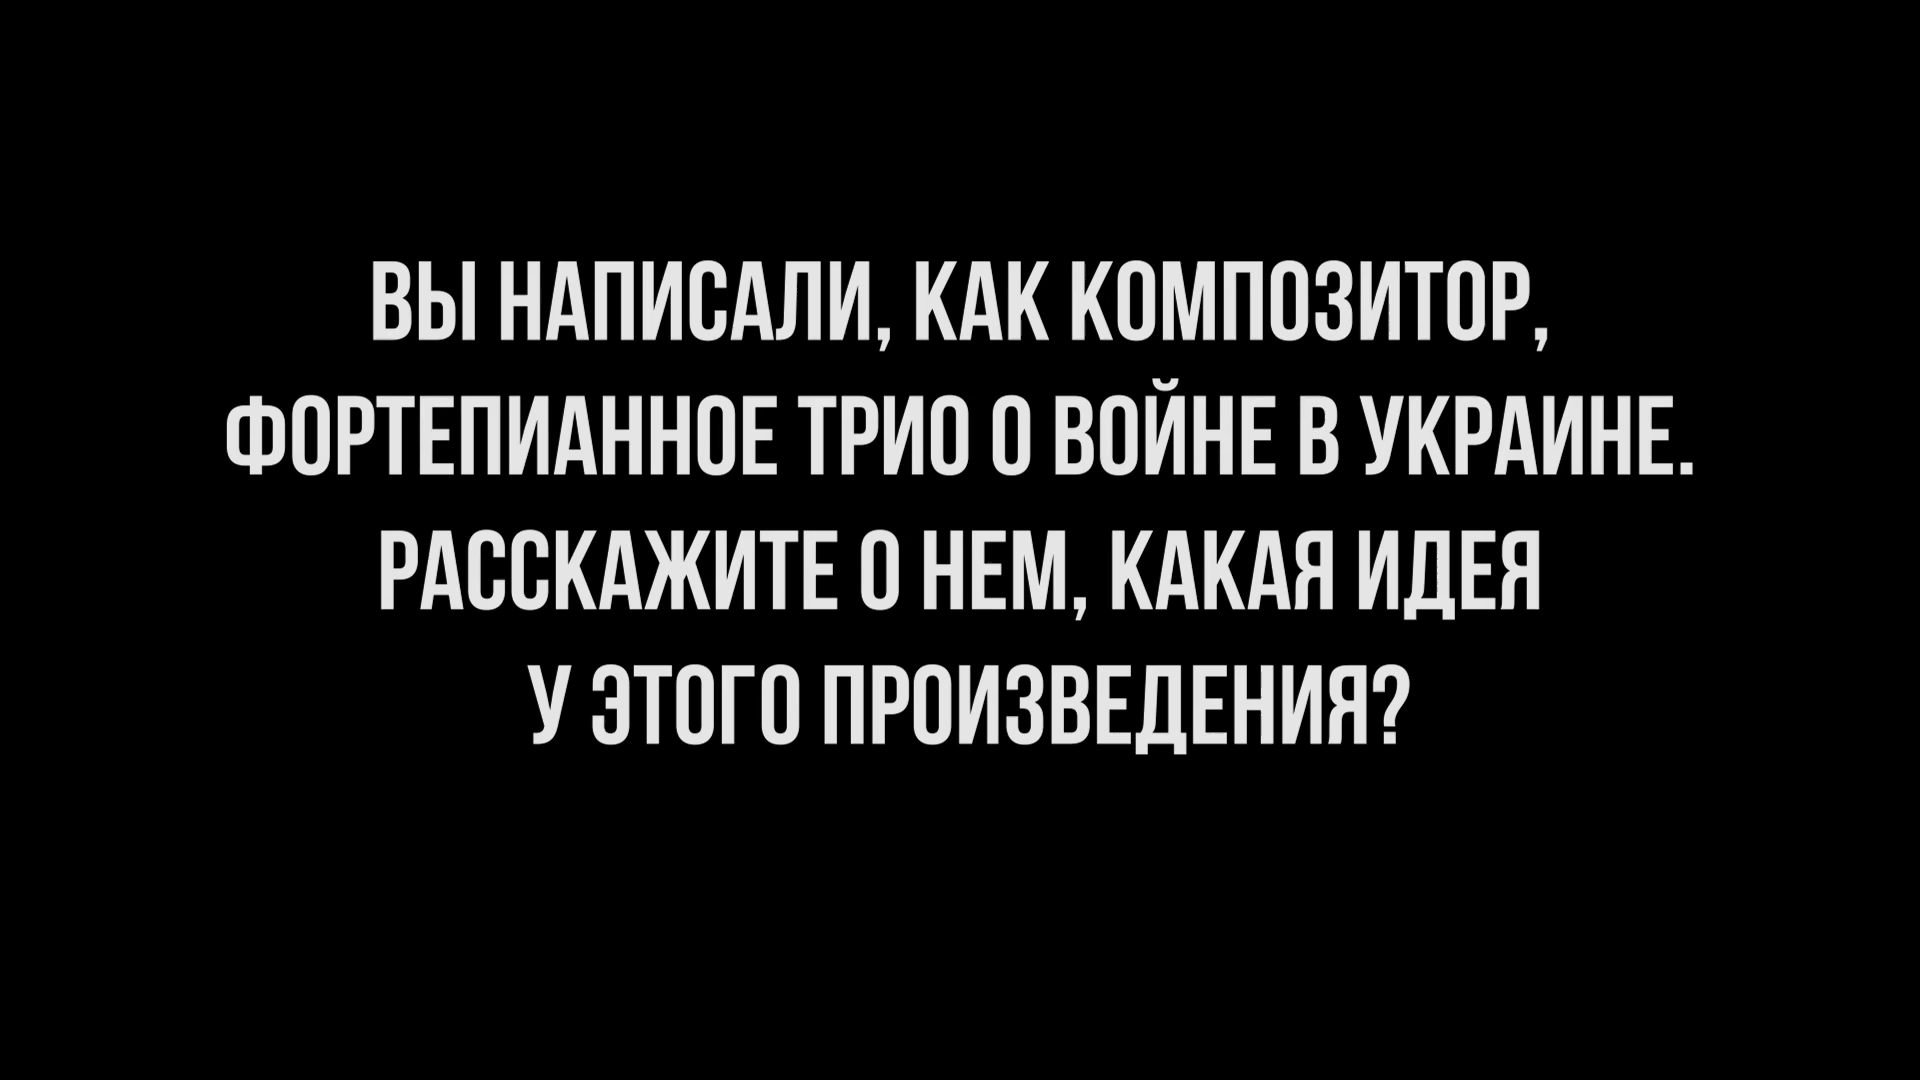 ВЫ НАПИСАЛИ, КАК КОМПОЗИТОР,
ФОРТЕПИАННОЕ ТРИО О ВОЙНЕ В УКРАИНЕ.
РАССКАЖИТЕ О НЕМ, КАКАЯ ИДЕЯ
У ЭТОГО ПРОИЗВЕДЕНИЯ?